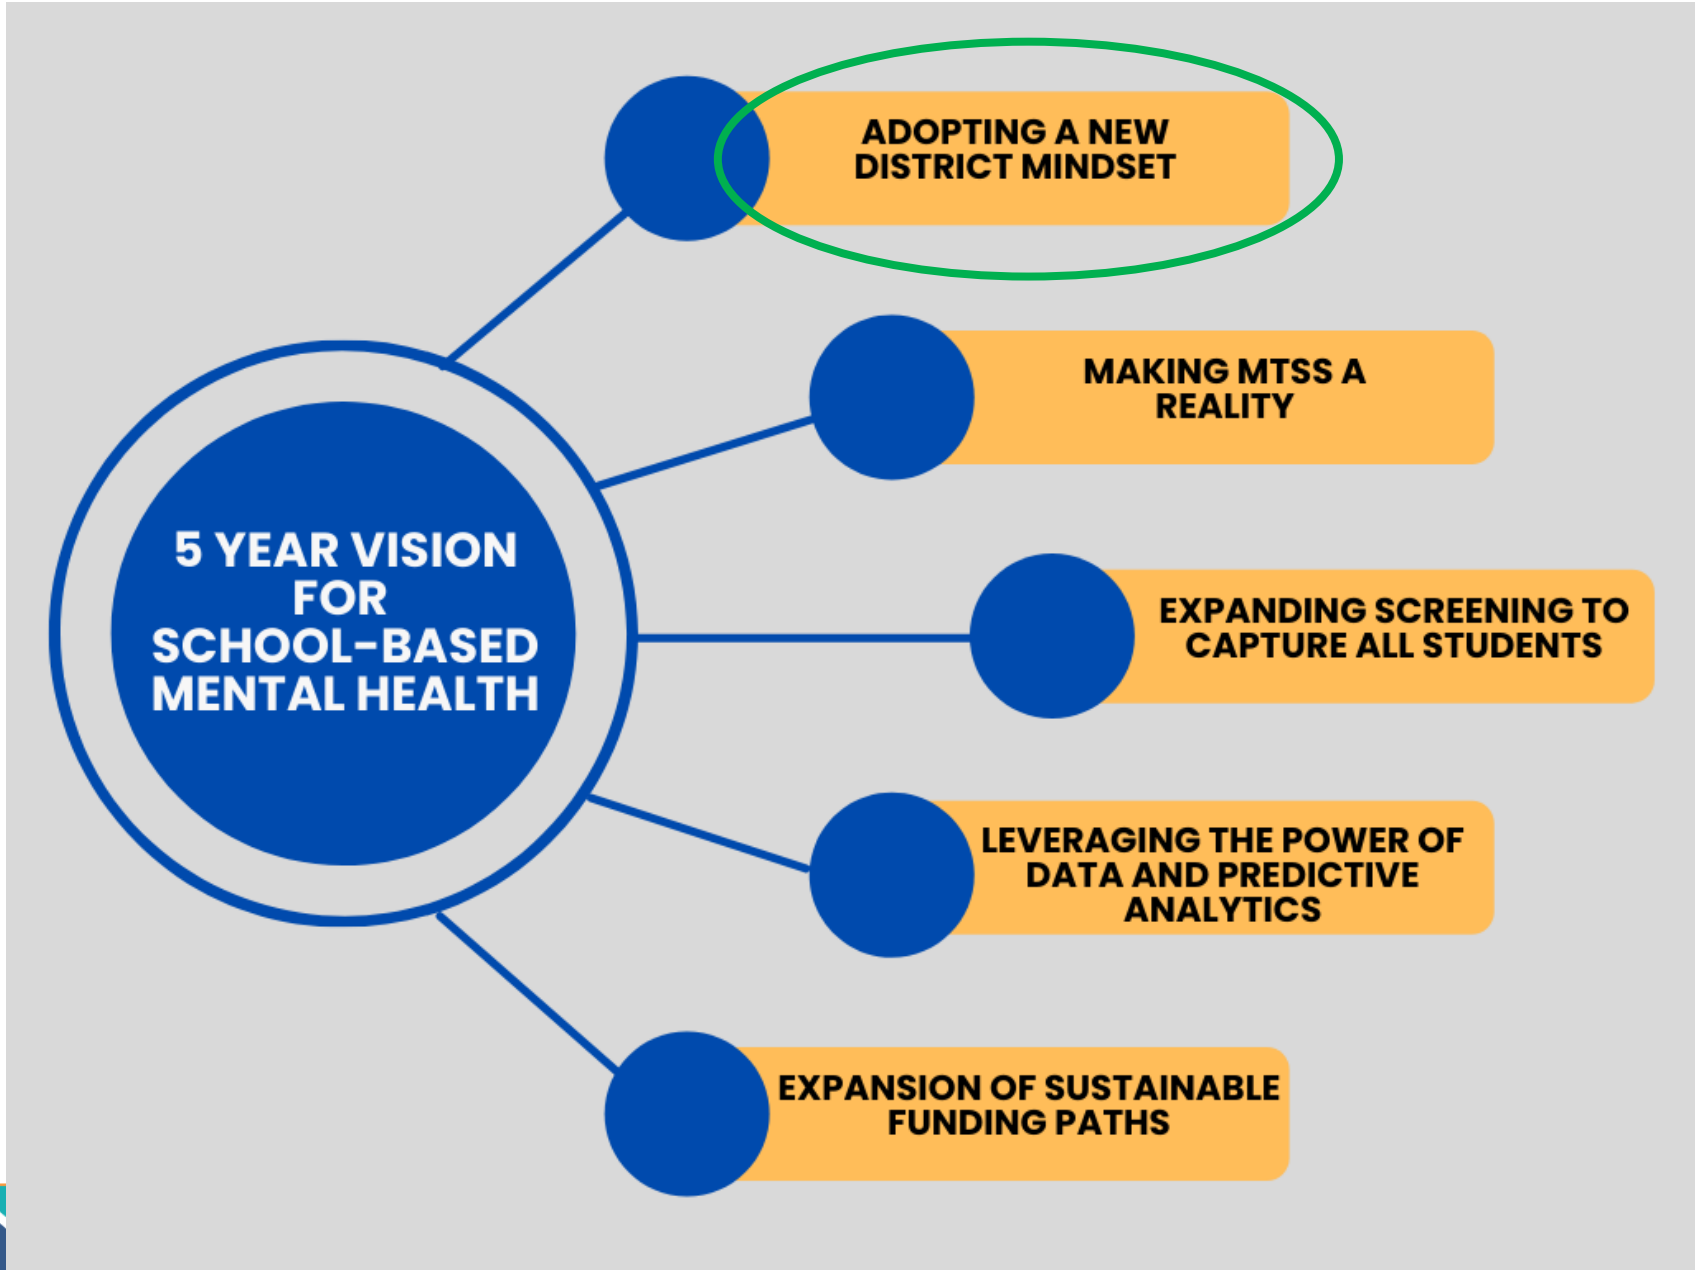 ADOPTING A NEW
DISTRICT MINDSET
MAKING MTSS A
REALITY
5 YEAR VISION
FOR
SCHOOL-BASED
MENTAL HEALTH
EXPANDING SCREENING TO
CAPTURE ALL STUDENTS
LEVERAGING THE POWER OF
DATA AND PREDICTIVE
ANALYTICS
EXPANSION OF SUSTAINABLE
FUNDING PATHS